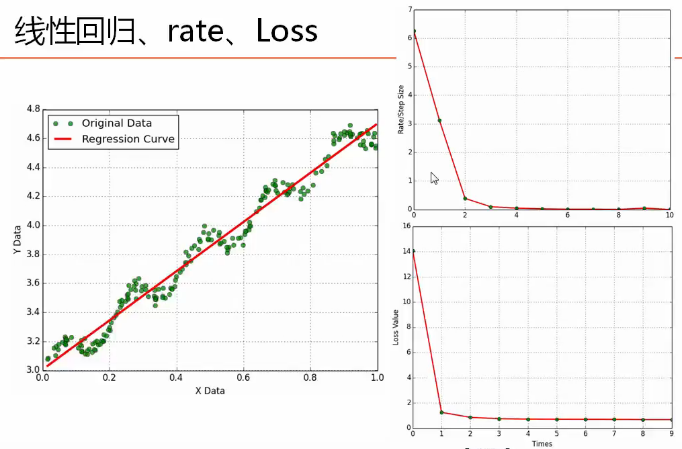 线性回归、rate、Loss
4.8
4.6
4.4
4.2
4.0
3.8
3.6
3.4
3.2
3.0
Y Data
Original Data
Regression Curve
0.0 0.2 0.4 0.6 0.8 1.0
X Data
7
6
5
4
3
2
1
0
Rate/Step Size
0 2 4 6 8 10
16
14
12
10
8
6
4
2
0
Loss Value
0 1 2 3 4 5 6 7 8 9
Times